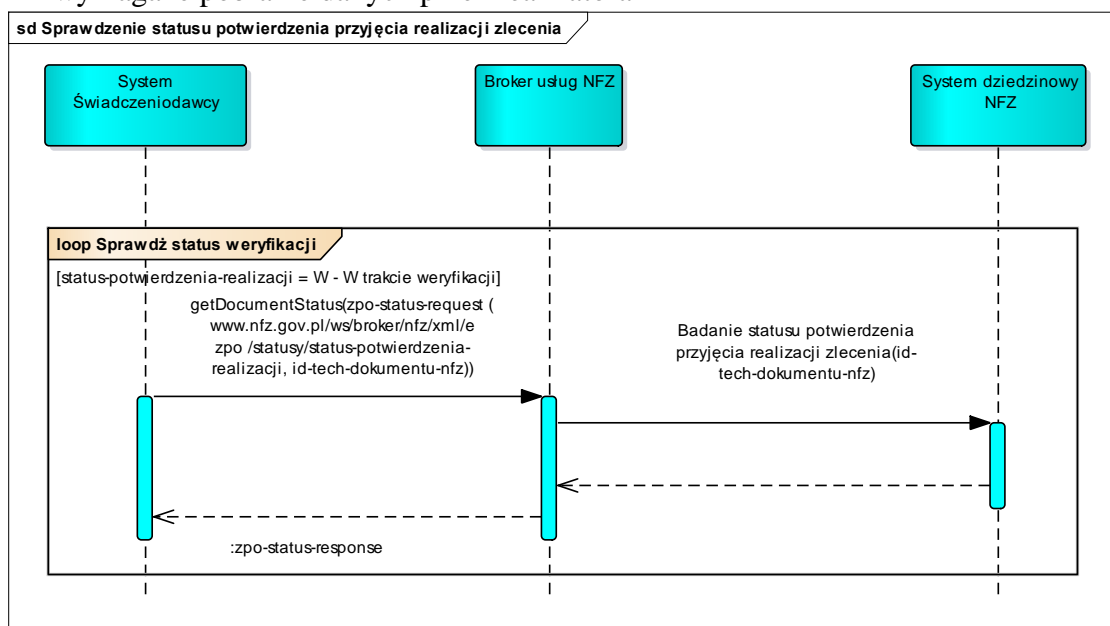 sd Sprawdzenie statusu potwierdzenia przyjęcia realizacji zlecenia
System
Świadczeniodawcy
Broker usług NFZ
System dziedzinowy
NFZ
loop Sprawdź status weryfikacji
[status-potwierdzenia-realizacji = W - W trakcie weryfikacji]
getDocumentStatus(zpo-status-request (
www.nfz.gov.pl/ws/broker/nfz/xml/e
zpo /statusy/status-potwierdzenia-
realizacji, id-tech-dokumentu-nfz))
Badanie statusu potwierdzenia
przyjęcia realizacji zlecenia(id-
tech-dokumentu-nfz)
:zpo-status-response